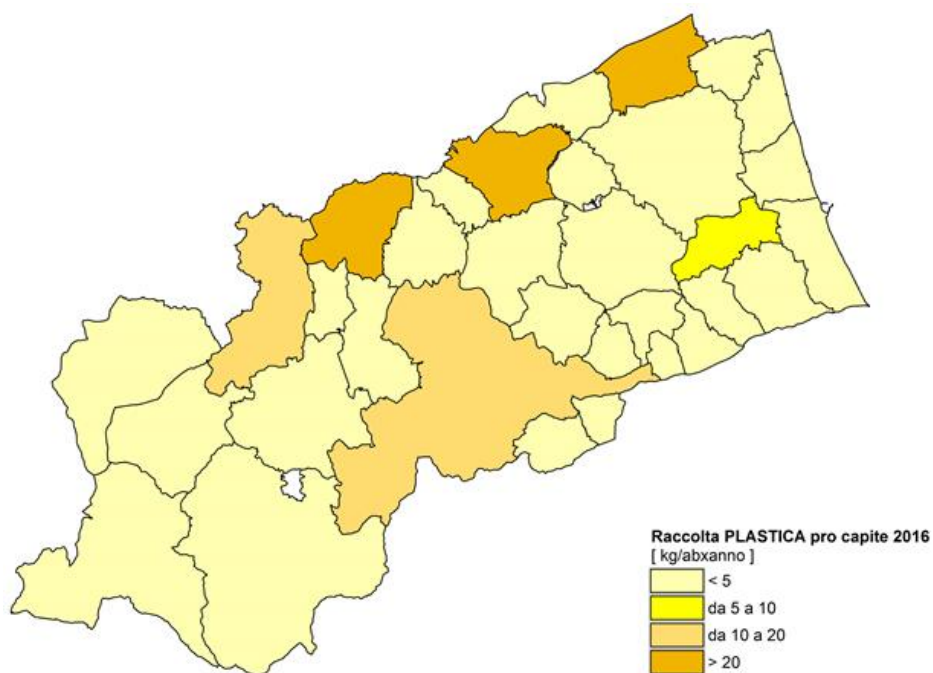 Raccolta PLASTICA pro capite 2016
[ kg/abxanno ]
< 5
da 5 a 10
da 10 a 20
> 20